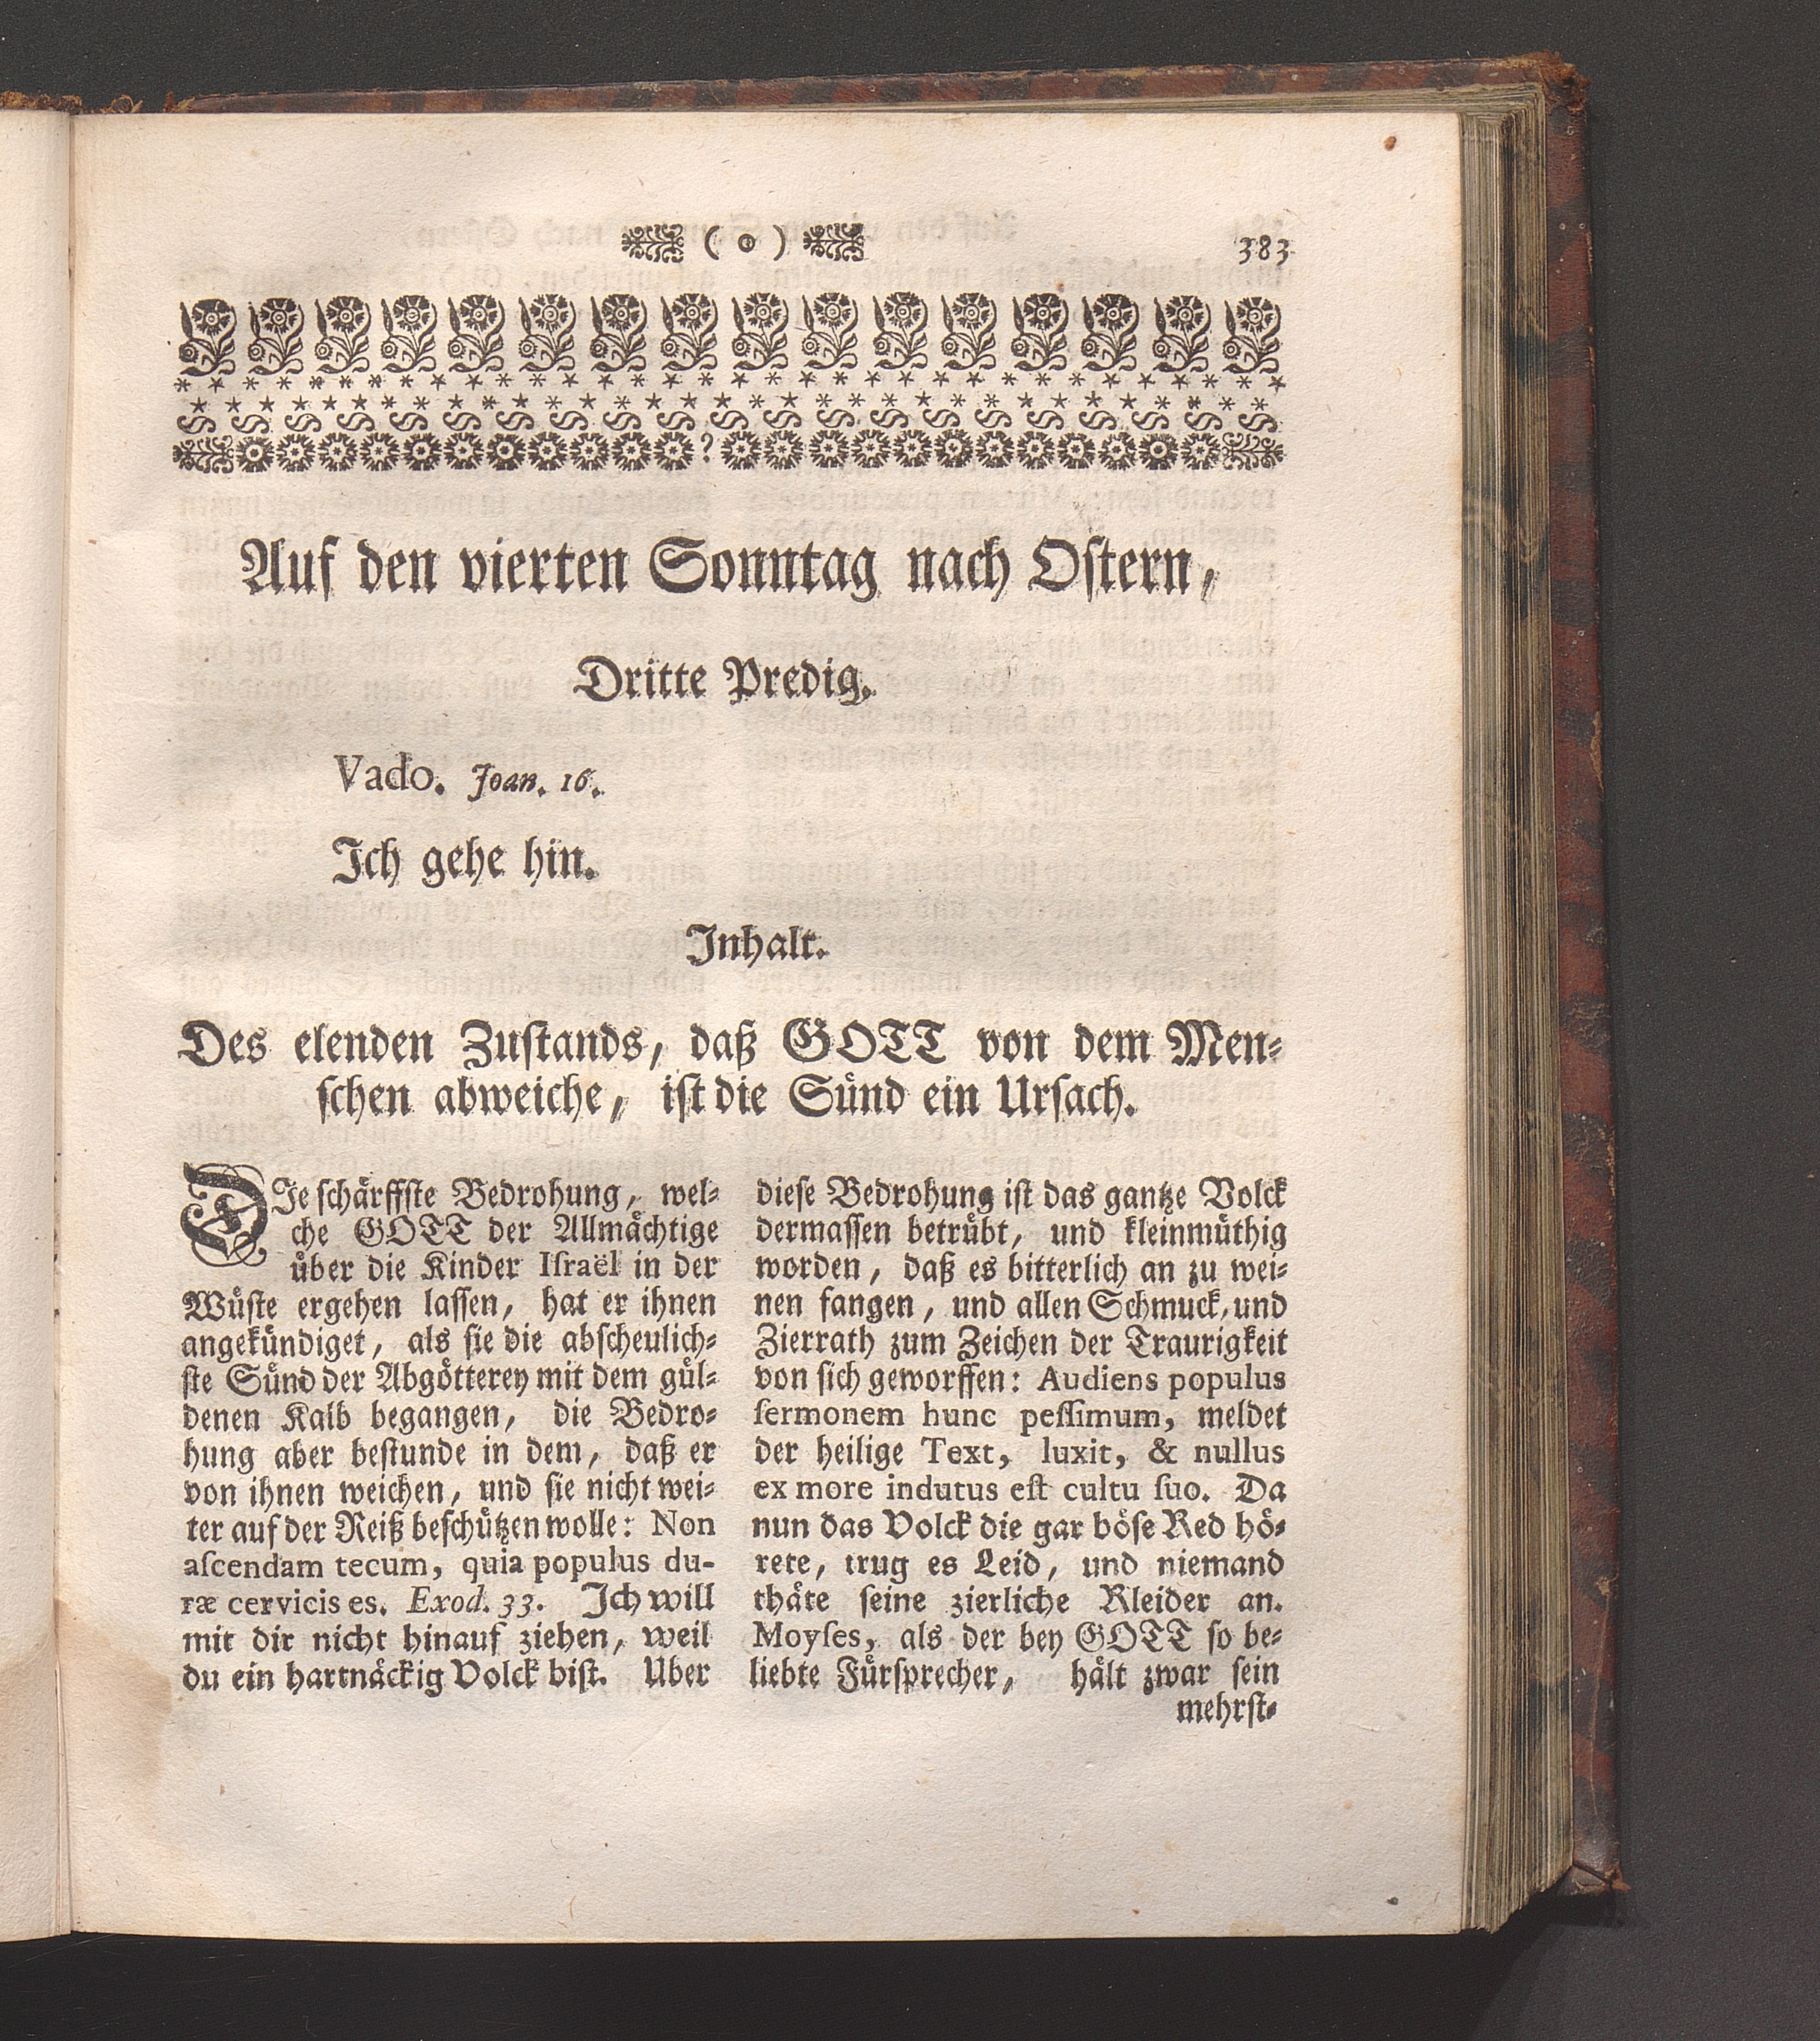 ( o ) 383
Auf den vierten Sonntag nach Ostern,
Dritte Predig.
Vado. Joan. 16.
Ich gehe hin.
Inhalt.
Des elenden Zustands, daß GOTT von dem Men-
schen abweiche, ist die Sünd ein Ursach.
DIe schärffste Bedrohung, wel-
che GOTT der Allmächtige
über die Kinder Israël in der
Wüste ergehen lassen, hat er ihnen
angekündiget, als sie die abscheulich-
ste Sünd der Abgötterey mit dem gül-
denen Kalb begangen, die Bedro-
hung aber bestunde in dem, daß er
von ihnen weichen, und sie nicht wei-
ter auf der Reiß beschützen wolle: Non
ascendam tecum, quia populus du-
ræ cervicis es. Exod. 33. Ich will
mit dir nicht hinauf ziehen, weil
du ein hartnäckig Volck bist. Uber
diese Bedrohung ist das gantze Volck
dermassen betrübt, und kleinmüthig
worden, daß es bitterlich an zu wei-
nen fangen, und allen Schmuck, und
Zierrath zum Zeichen der Traurigkeit
von sich geworffen: Audiens populus
sermonem hunc pessimum, meldet
der heilige Text, luxit, & nullus
ex more indutus est cultu suo. Da
nun das Volck die gar böse Red hö-
rete, trug es Leid, und niemand
thäte seine zierliche Kleider an.
Moyses, als der bey GOTT so be-
liebte Fürsprecher, hält zwar sein
mehrst-